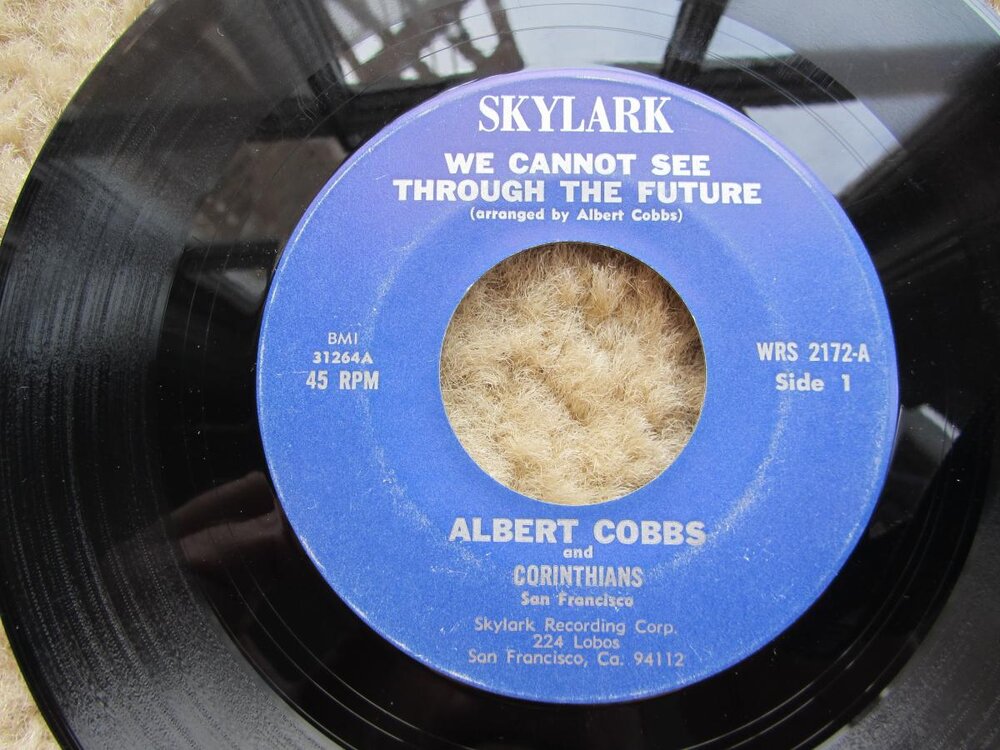 SKYLARK
WE CANNOT SEE
THROUGH THE FUTURE
(arranged by Albert Cobbs)
BMI
31264A
45 RPM
WRS 2172-A
Side 1
ALBERT COBBS
and
CORINTHIANS
San Francisco
Skylark Recording Corp.
224 Lobos
San Francisco, Ca. 94112